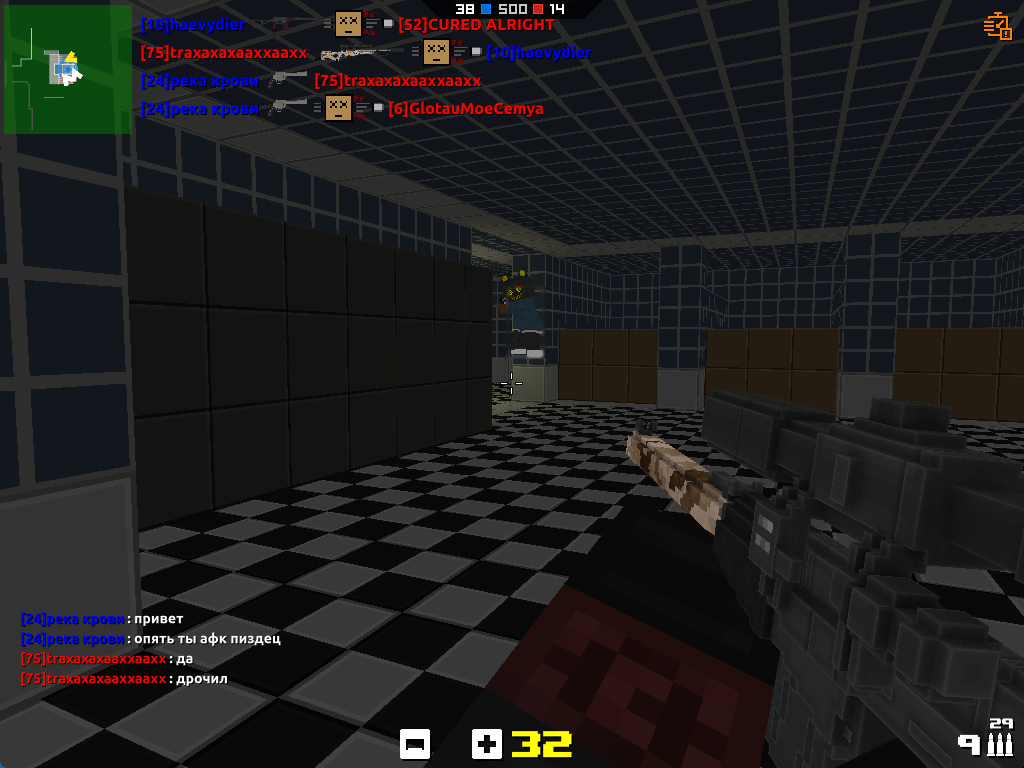 38 500 14
[10]haevydier [52]CURED ALRIGHT
[75]traxaxaxaaxxaaxx [10]haevydier
[24]река крови [75]traxaxaxaaxxaaxx
[24]река крови [6]GlotauMoeCemya
[24]река крови : привет
[24]река крови : опять ты афк пиздец
[75]traxaxaxaaxxaaxx : да
[75]traxaxaxaaxxaaxx : дрочил
32
29
9